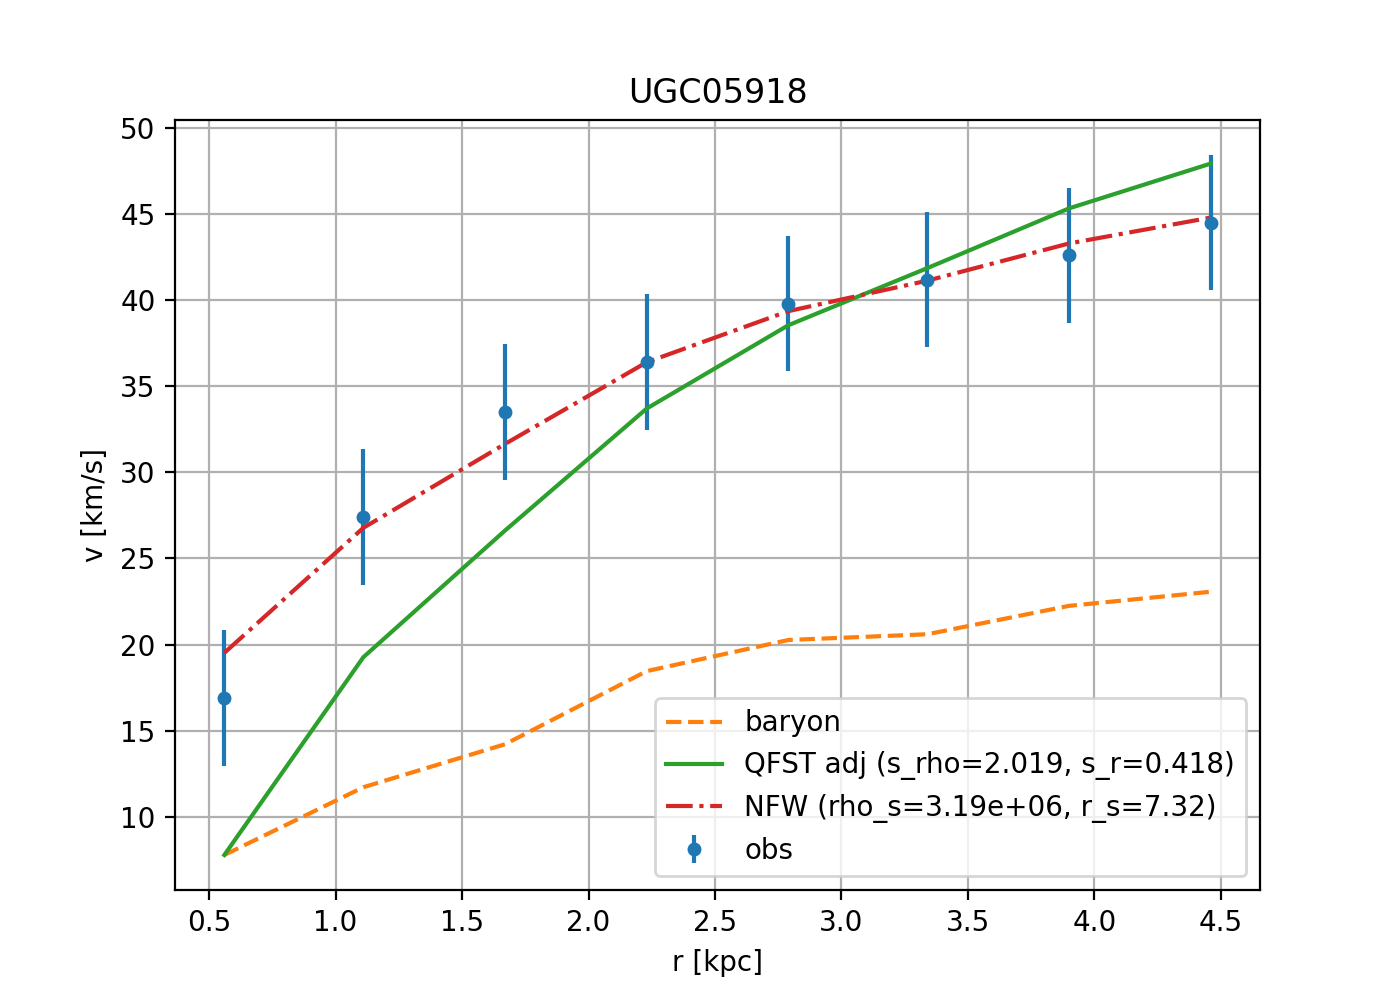 UGC05918
50
45
40
35
30
25
20
15
10
v [km/s]
baryon
QFST adj (s_rho=2.019, s_r=0.418)
NFW (rho_s=3.19e+06, r_s=7.32)
obs
0.5 1.0 1.5 2.0 2.5 3.0 3.5 4.0 4.5
r [kpc]